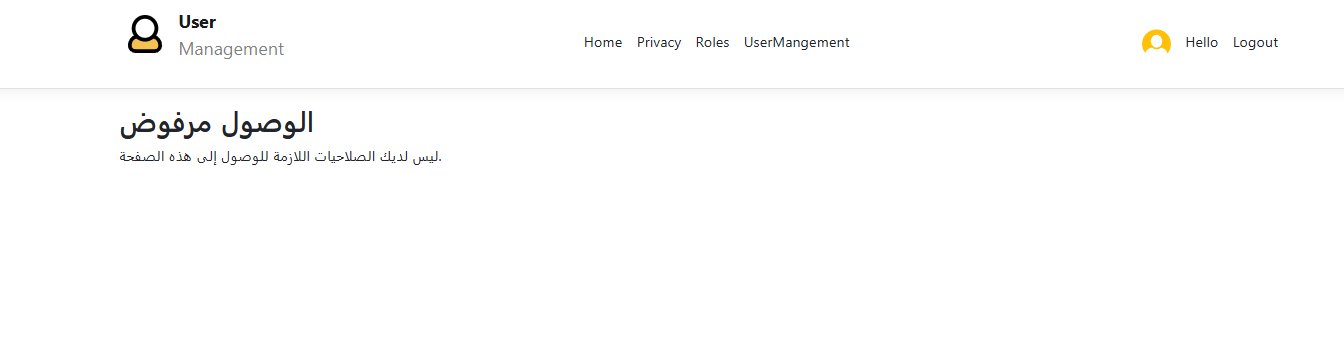 User
Management
Home Privacy Roles UserMangement
Hello Logout
الوصول مرفوض
ليس لديك الصلاحيات اللازمة للوصول إلى هذه الصفحة.